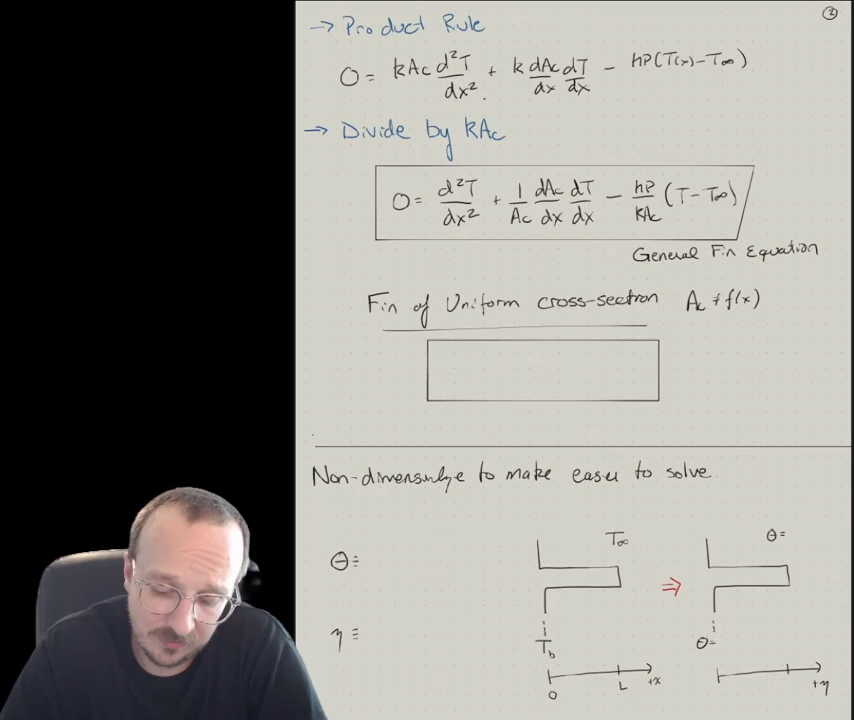 ②
→ Product Rule
0 = kAc d²T/dx² + k dAc/dx dT/dx − hP(T(x)−T∞)
→ Divide by kAc
0 = d²T/dx² + 1/Ac dAc/dx dT/dx − hP/kAc (T−T∞)
General Fin Equation
Fin of Uniform cross-section Ac ≠ f(x)
Non-dimensionlize to make easier to solve.
T∞ θ=
θ≡
⇒
η≡
Tb θ=
0 L +x +η